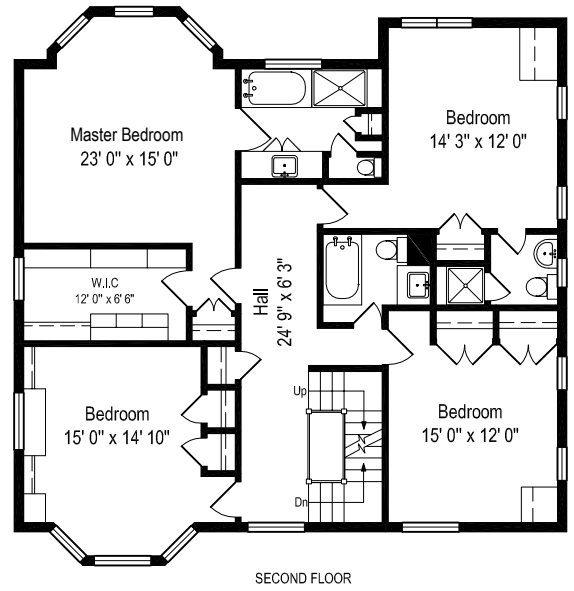 Master Bedroom
23' 0" x 15' 0"
Bedroom
14' 3" x 12' 0"
W.I.C
12' 0" x 6' 6"
Hall
24' 9" x 6' 3"
Up
Dn
Bedroom
15' 0" x 14' 10"
Bedroom
15' 0" x 12' 0"
SECOND FLOOR